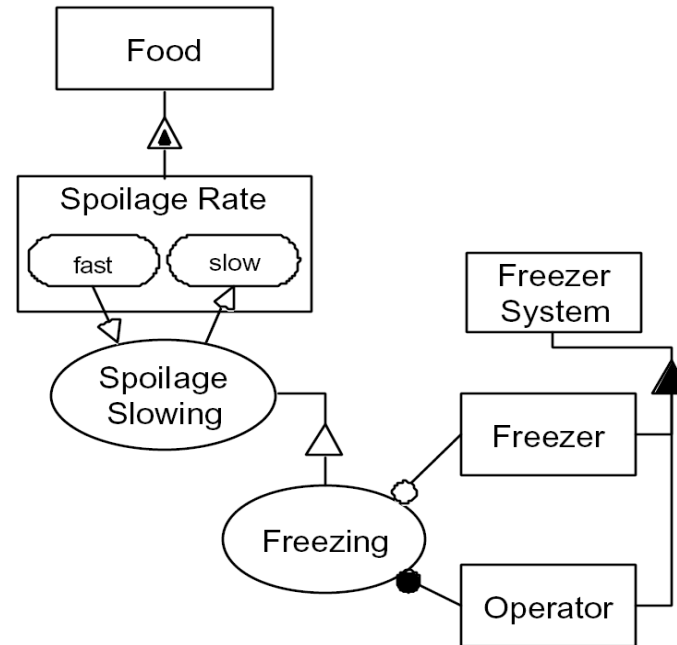 Food
Spoilage Rate
fast
slow
Freezer
System
Spoilage
Slowing
Freezer
Freezing
Operator